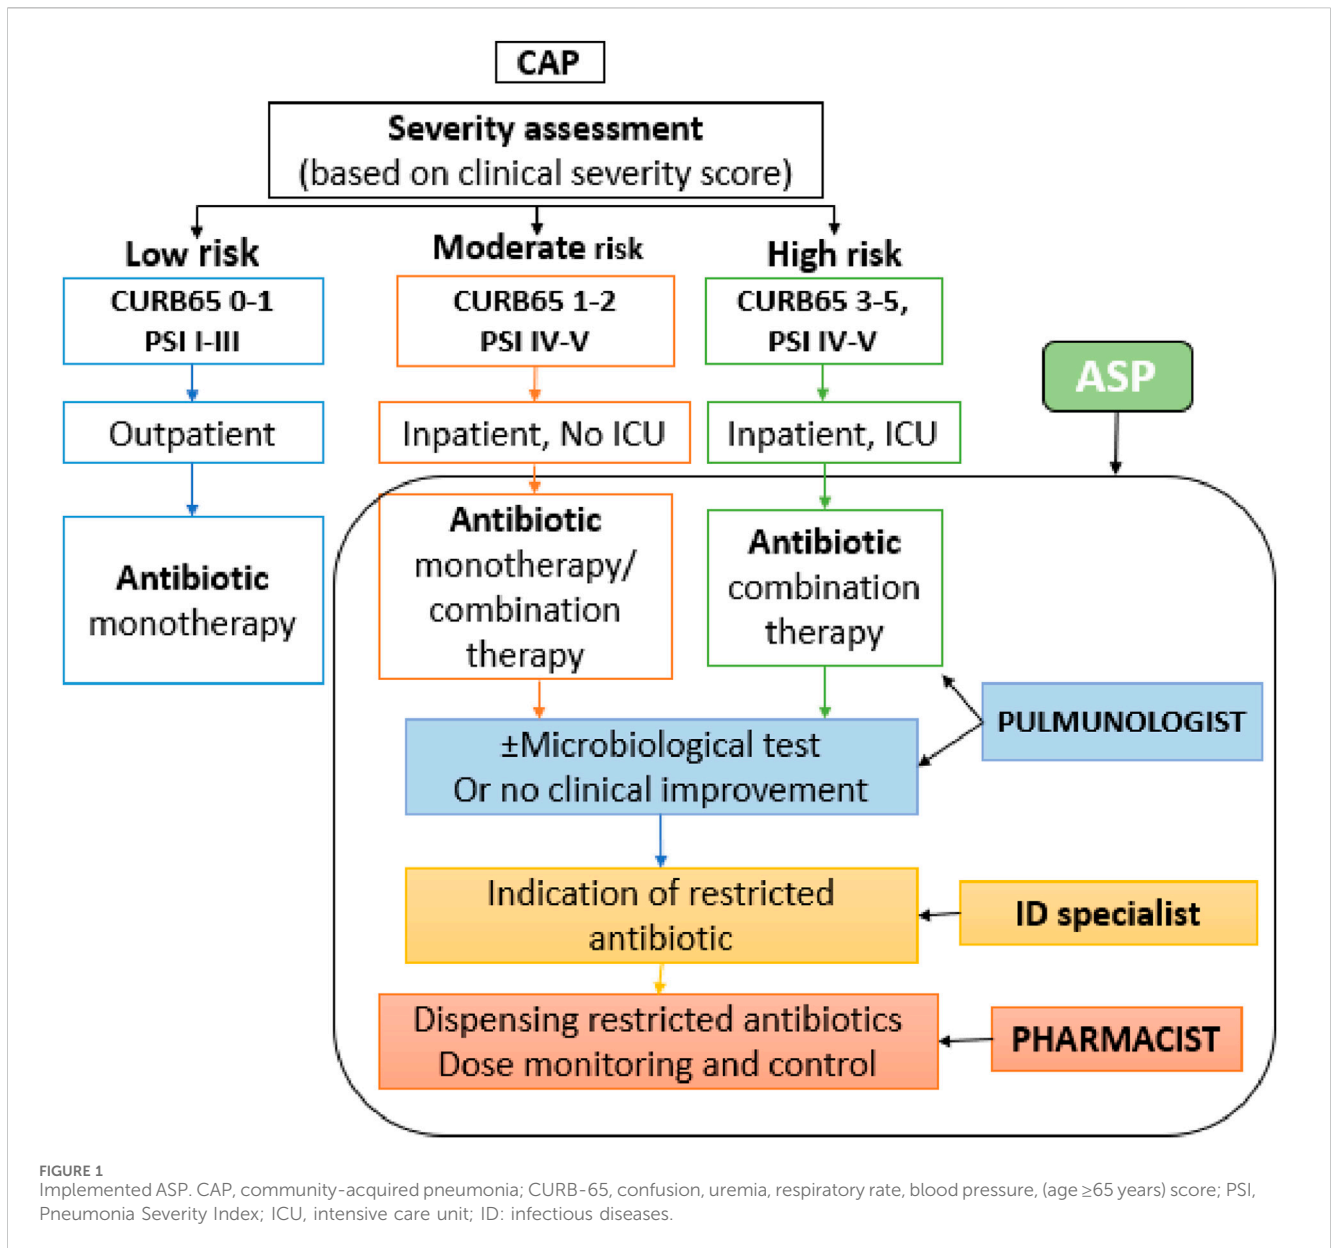 CAP
Severity assessment
(based on clinical severity score)
Low risk
Moderate risk
High risk
CURB65 0-1
PSI I-III
CURB65 1-2
PSI IV-V
CURB65 3-5,
PSI IV-V
ASP
Outpatient
Inpatient, No ICU
Inpatient, ICU
Antibiotic
monotherapy
Antibiotic
monotherapy/
combination
therapy
Antibiotic
combination
therapy
PULMUNOLOGIST
±Microbiological test
Or no clinical improvement
Indication of restricted
antibiotic
ID specialist
Dispensing restricted antibiotics
Dose monitoring and control
PHARMACIST
FIGURE 1
Implemented ASP. CAP, community-acquired pneumonia; CURB-65, confusion, uremia, respiratory rate, blood pressure, (age ≥65 years) score; PSI,
Pneumonia Severity Index; ICU, intensive care unit; ID: infectious diseases.